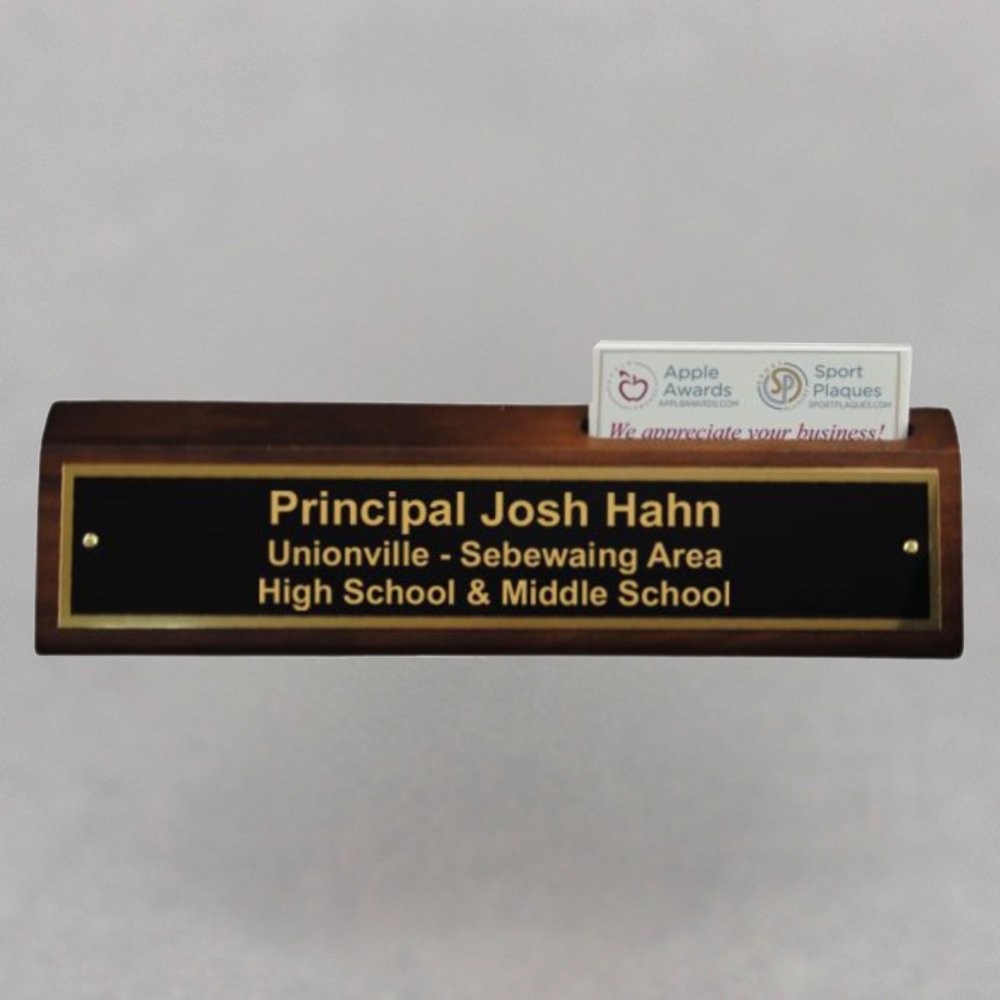 Apple
Awards
APPLEAWARDS.COM
SP
Sport
Plaques
SPORTPLAQUES.COM
We appreciate your business!
Principal Josh Hahn
Unionville - Sebewaing Area
High School & Middle School